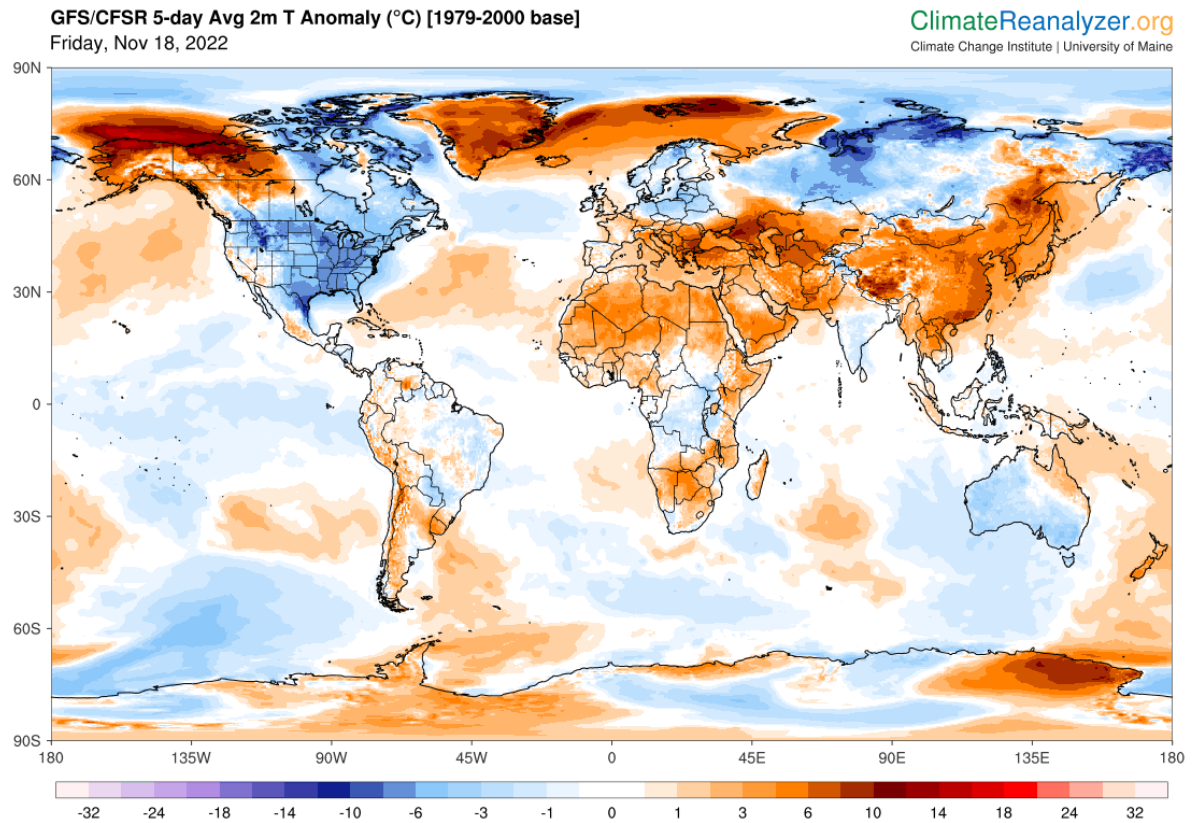 GFS/CFSR 5-day Avg 2m T Anomaly (°C) [1979-2000 base]
Friday, Nov 18, 2022
ClimateReanalyzer.org
Climate Change Institute | University of Maine
90N
60N
30N
0
30S
60S
90S
180 135W 90W 45W 0 45E 90E 135E 180
-32 -24 -18 -14 -10 -6 -3 -1 0 1 3 6 10 14 18 24 32